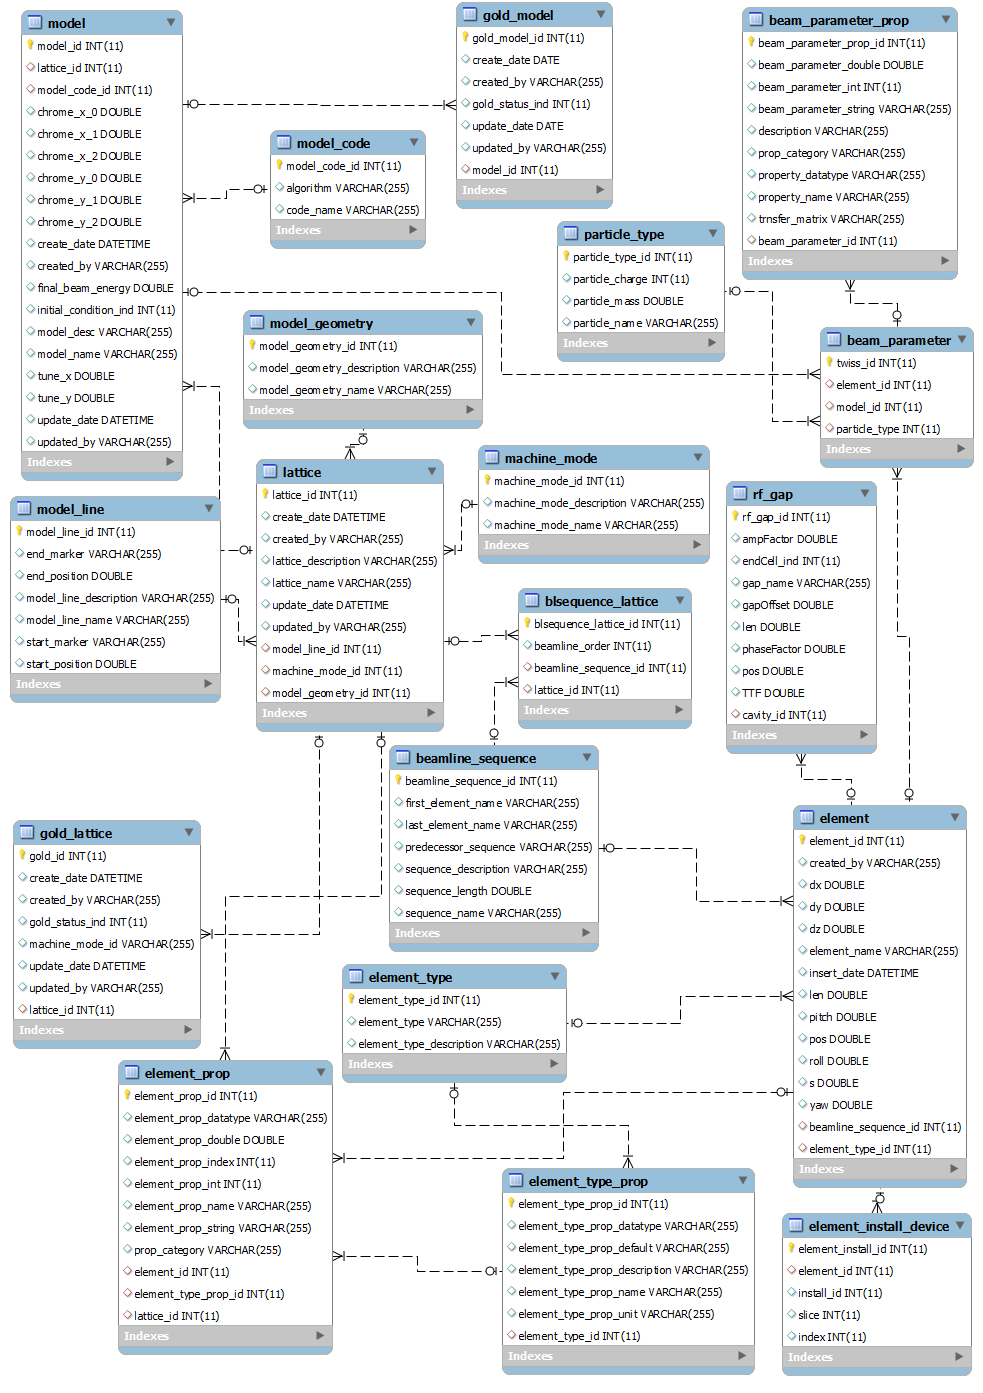 model
model_id INT(11)
lattice_id INT(11)
model_code_id INT(11)
chrome_x_0 DOUBLE
chrome_x_1 DOUBLE
chrome_x_2 DOUBLE
chrome_y_0 DOUBLE
chrome_y_1 DOUBLE
chrome_y_2 DOUBLE
create_date DATETIME
created_by VARCHAR(255)
final_beam_energy DOUBLE
initial_condition_ind INT(11)
model_desc VARCHAR(255)
model_name VARCHAR(255)
tune_x DOUBLE
tune_y DOUBLE
update_date DATETIME
updated_by VARCHAR(255)
Indexes
gold_model
gold_model_id INT(11)
create_date DATE
created_by VARCHAR(255)
gold_status_ind INT(11)
update_date DATE
updated_by VARCHAR(255)
model_id INT(11)
Indexes
beam_parameter_prop
beam_parameter_prop_id INT(11)
beam_parameter_double DOUBLE
beam_parameter_int INT(11)
beam_parameter_string VARCHAR(255)
description VARCHAR(255)
prop_category VARCHAR(255)
property_datatype VARCHAR(255)
property_name VARCHAR(255)
trnsfer_matrix VARCHAR(255)
beam_parameter_id INT(11)
Indexes
model_code
model_code_id INT(11)
algorithm VARCHAR(255)
code_name VARCHAR(255)
Indexes
particle_type
particle_type_id INT(11)
particle_charge INT(11)
particle_mass DOUBLE
particle_name VARCHAR(255)
Indexes
model_geometry
model_geometry_id INT(11)
model_geometry_description VARCHAR(255)
model_geometry_name VARCHAR(255)
Indexes
beam_parameter
twiss_id INT(11)
element_id INT(11)
model_id INT(11)
particle_type INT(11)
Indexes
lattice
lattice_id INT(11)
create_date DATETIME
created_by VARCHAR(255)
lattice_description VARCHAR(255)
lattice_name VARCHAR(255)
update_date DATETIME
updated_by VARCHAR(255)
model_line_id INT(11)
machine_mode_id INT(11)
model_geometry_id INT(11)
Indexes
machine_mode
machine_mode_id INT(11)
machine_mode_description VARCHAR(255)
machine_mode_name VARCHAR(255)
Indexes
model_line
model_line_id INT(11)
end_marker VARCHAR(255)
end_position DOUBLE
model_line_description VARCHAR(255)
model_line_name VARCHAR(255)
start_marker VARCHAR(255)
start_position DOUBLE
Indexes
rf_gap
rf_gap_id INT(11)
ampFactor DOUBLE
endCell_ind INT(11)
gap_name VARCHAR(255)
gapOffset DOUBLE
len DOUBLE
phaseFactor DOUBLE
pos DOUBLE
TTF DOUBLE
cavity_id INT(11)
Indexes
blsequence_lattice
blsequence_lattice_id INT(11)
beamline_order INT(11)
beamline_sequence_id INT(11)
lattice_id INT(11)
Indexes
beamline_sequence
beamline_sequence_id INT(11)
first_element_name VARCHAR(255)
last_element_name VARCHAR(255)
predecessor_sequence VARCHAR(255)
sequence_description VARCHAR(255)
sequence_length DOUBLE
sequence_name VARCHAR(255)
Indexes
element
element_id INT(11)
created_by VARCHAR(255)
dx DOUBLE
dy DOUBLE
dz DOUBLE
element_name VARCHAR(255)
insert_date DATETIME
len DOUBLE
pitch DOUBLE
pos DOUBLE
roll DOUBLE
s DOUBLE
yaw DOUBLE
beamline_sequence_id INT(11)
element_type_id INT(11)
Indexes
gold_lattice
gold_id INT(11)
create_date DATETIME
created_by VARCHAR(255)
gold_status_ind INT(11)
machine_mode_id VARCHAR(255)
update_date DATETIME
updated_by VARCHAR(255)
lattice_id INT(11)
Indexes
element_type
element_type_id INT(11)
element_type VARCHAR(255)
element_type_description VARCHAR(255)
Indexes
element_prop
element_prop_id INT(11)
element_prop_datatype VARCHAR(255)
element_prop_double DOUBLE
element_prop_index INT(11)
element_prop_int INT(11)
element_prop_name VARCHAR(255)
element_prop_string VARCHAR(255)
prop_category VARCHAR(255)
element_id INT(11)
element_type_prop_id INT(11)
lattice_id INT(11)
Indexes
element_type_prop
element_type_prop_id INT(11)
element_type_prop_datatype VARCHAR(255)
element_type_prop_default VARCHAR(255)
element_type_prop_description VARCHAR(255)
element_type_prop_name VARCHAR(255)
element_type_prop_unit VARCHAR(255)
element_type_id INT(11)
Indexes
element_install_device
element_install_id INT(11)
element_id INT(11)
install_id INT(11)
slice INT(11)
index INT(11)
Indexes